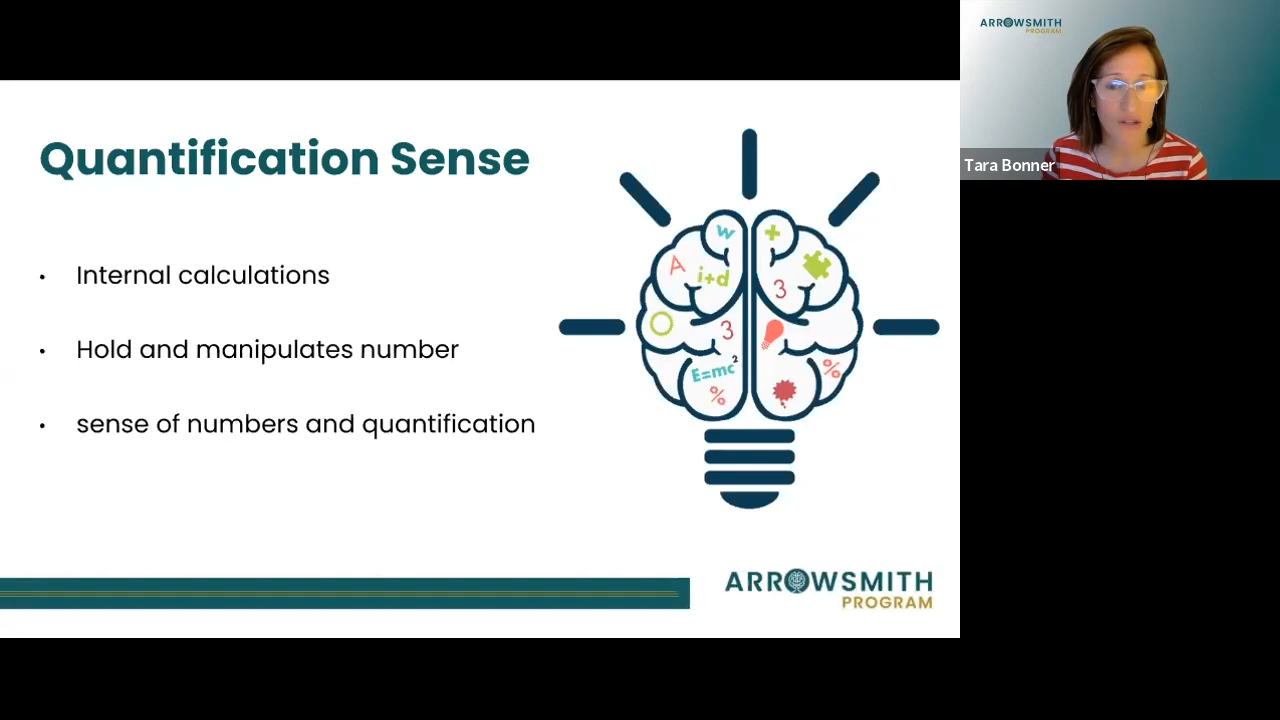 ARROWSMITH
PROGRAM
Tara Bonner
Quantification Sense
• Internal calculations
• Hold and manipulates number
• sense of numbers and quantification
w
+
A
i+d
3
3
E=mc²
%
%
ARROWSMITH
PROGRAM